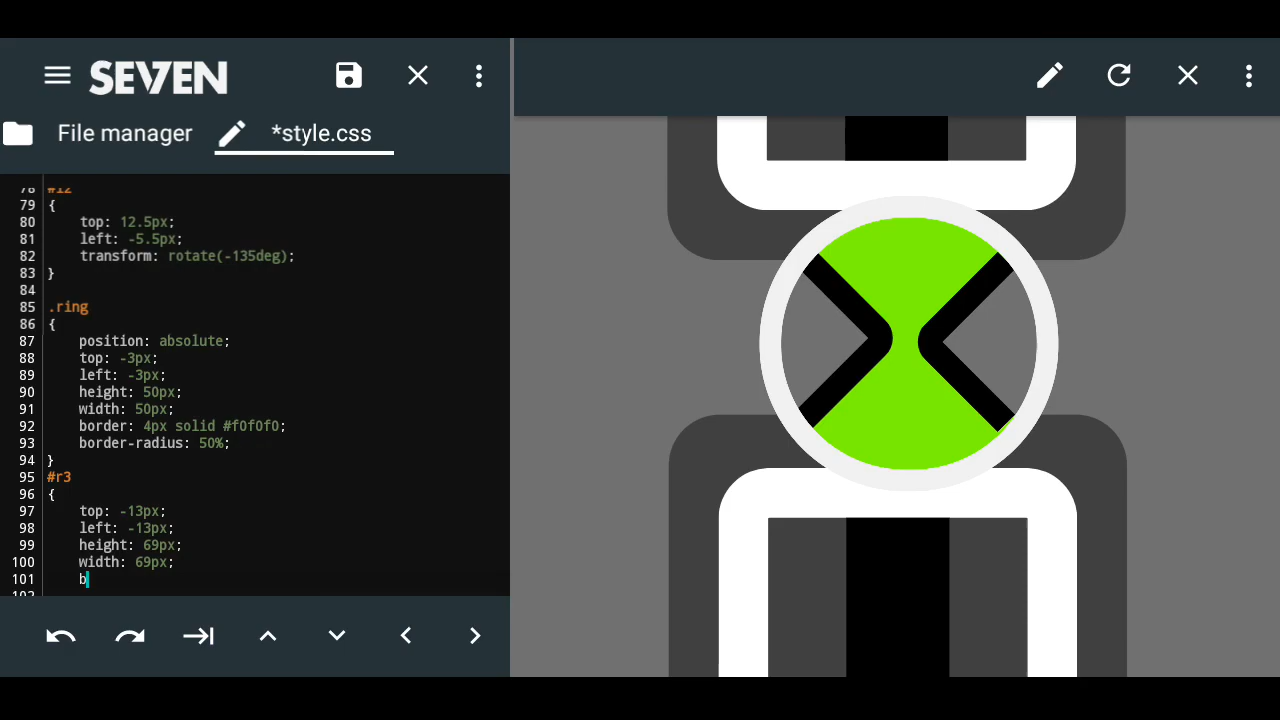 SEVEN
File manager
*style.css
78 #l2
79 {
80 top: 12.5px;
81 left: -5.5px;
82 transform: rotate(-135deg);
83 }
84
85 .ring
86 {
87 position: absolute;
88 top: -3px;
89 left: -3px;
90 height: 50px;
91 width: 50px;
92 border: 4px solid #f0f0f0;
93 border-radius: 50%;
94 }
95 #r3
96 {
97 top: -13px;
98 left: -13px;
99 height: 69px;
100 width: 69px;
101 b
102